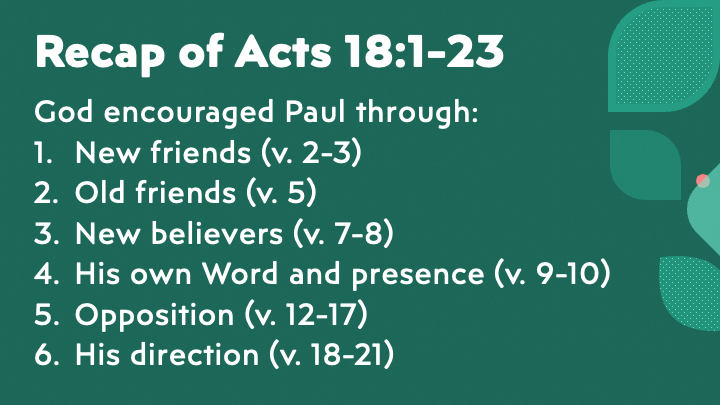 Recap of Acts 18:1-23
God encouraged Paul through:
1. New friends (v. 2-3)
2. Old friends (v. 5)
3. New believers (v. 7-8)
4. His own Word and presence (v. 9-10)
5. Opposition (v. 12-17)
6. His direction (v. 18-21)